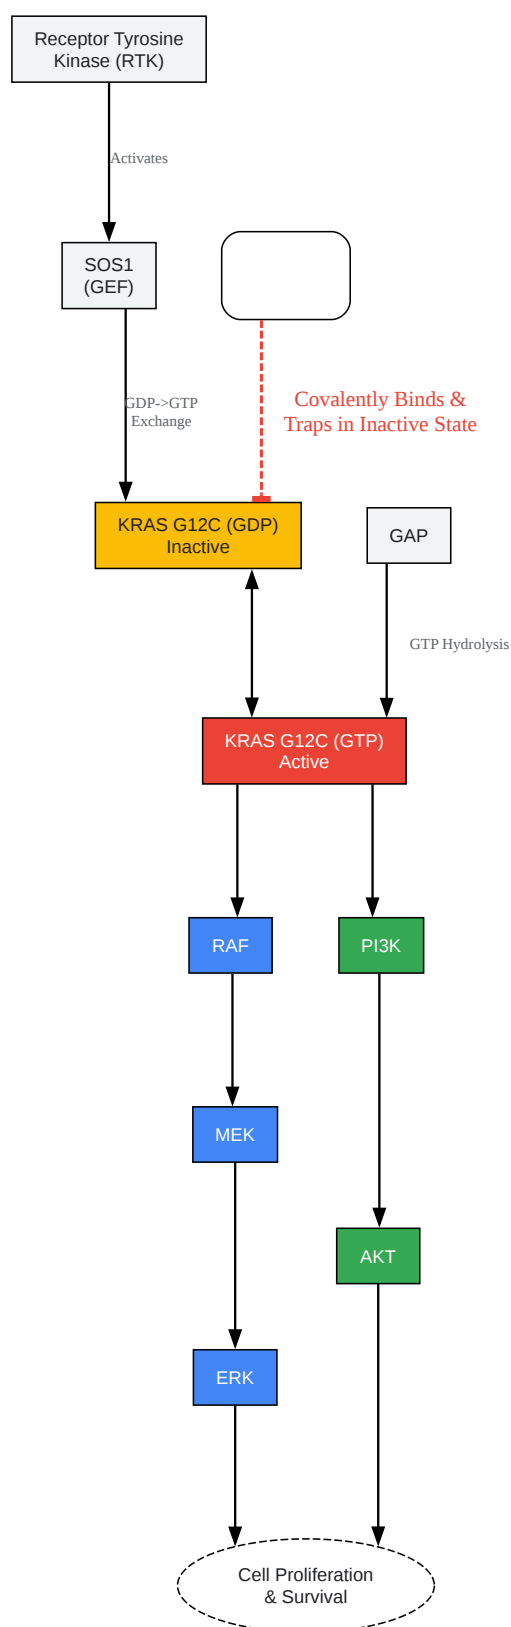 Receptor Tyrosine
Kinase (RTK)
Activates
SOS1
(GEF)
GDP->GTP
Exchange
Covalently Binds &
Traps in Inactive State
KRAS G12C (GDP)
Inactive
GAP
GTP Hydrolysis
KRAS G12C (GTP)
Active
RAF
PI3K
MEK
AKT
ERK
Cell Proliferation
& Survival